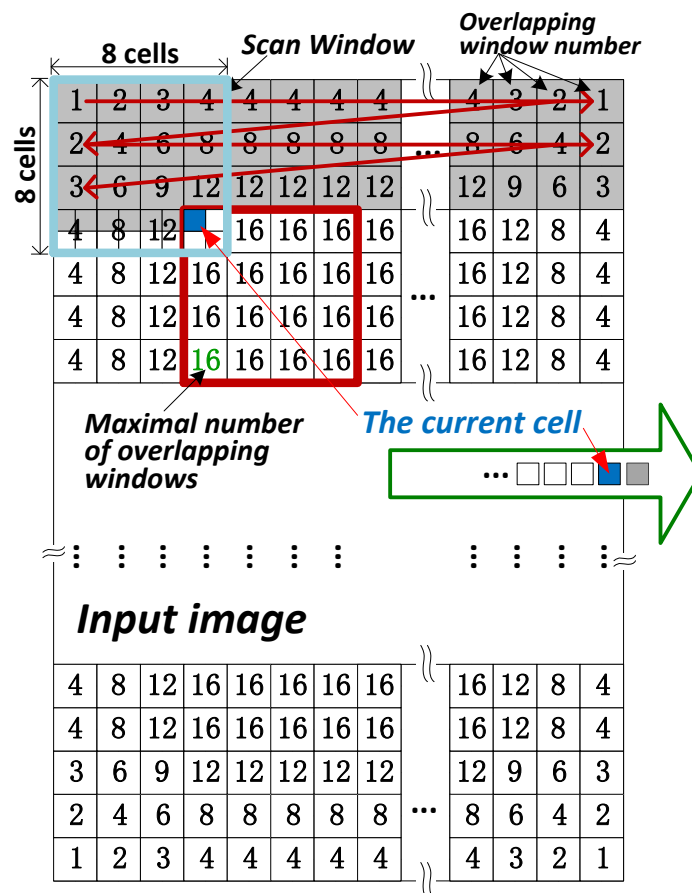 8 cells
Scan Window
Overlapping
window number
8 cells
1 2 3 4 4 4 4 4 4 3 2 1
2 4 6 8 8 8 8 8 ... 8 6 4 2
3 6 9 12 12 12 12 12 12 9 6 3
4 8 12 16 16 16 16 16 12 8 4
4 8 12 16 16 16 16 16 ... 16 12 8 4
4 8 12 16 16 16 16 16 16 12 8 4
4 8 12 16 16 16 16 16 16 12 8 4
Maximal number
of overlapping
windows
The current cell
...
Input image
4 8 12 16 16 16 16 16 16 12 8 4
4 8 12 16 16 16 16 16 16 12 8 4
3 6 9 12 12 12 12 12 12 9 6 3
2 4 6 8 8 8 8 8 ... 8 6 4 2
1 2 3 4 4 4 4 4 4 3 2 1